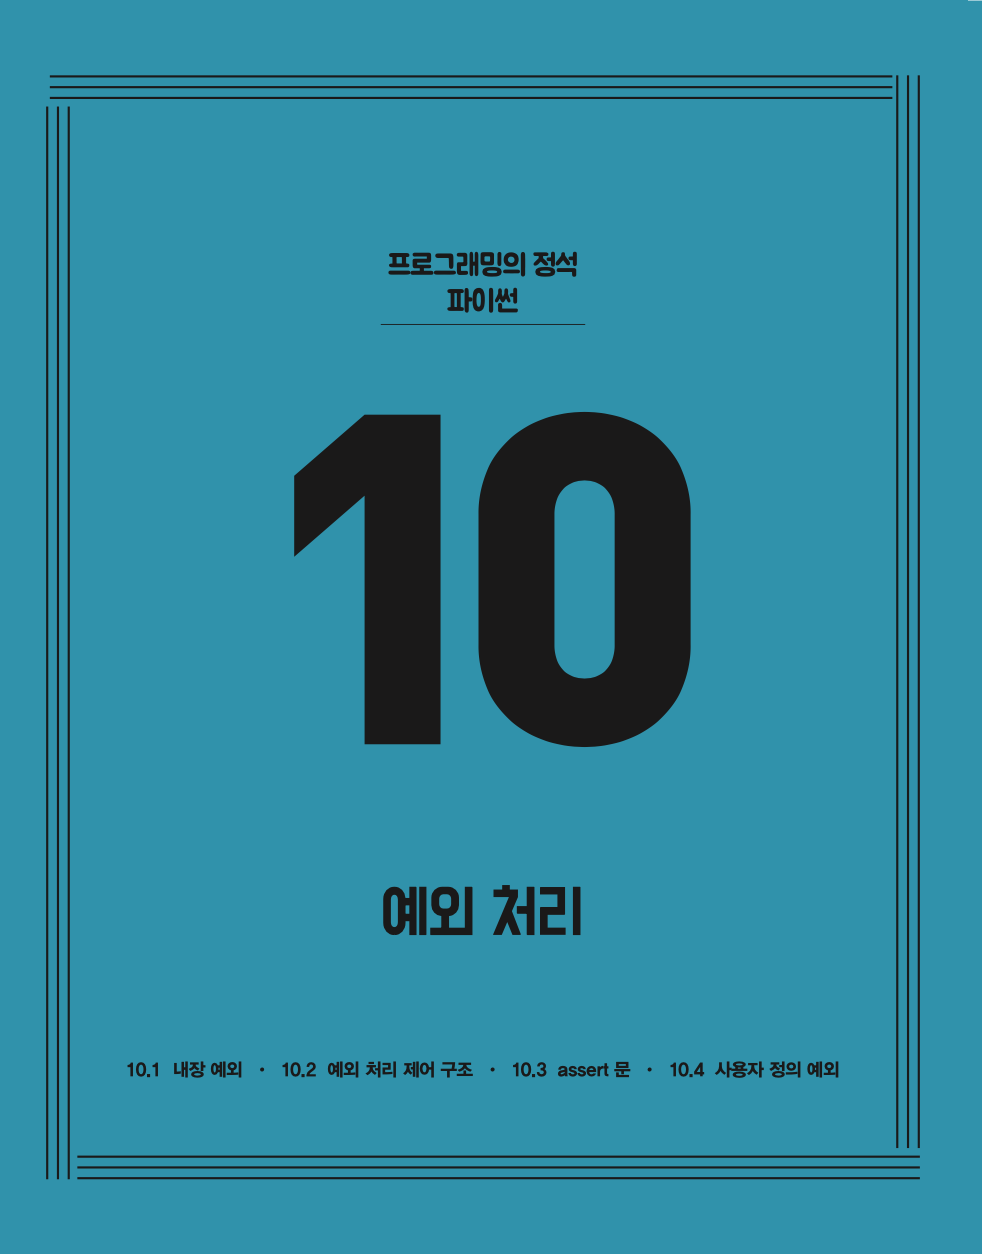 프로그래밍의 정석
파이썬
10
예외 처리
10.1 내장 예외 • 10.2 예외 처리 제어 구조 • 10.3 assert 문 • 10.4 사용자 정의 예외